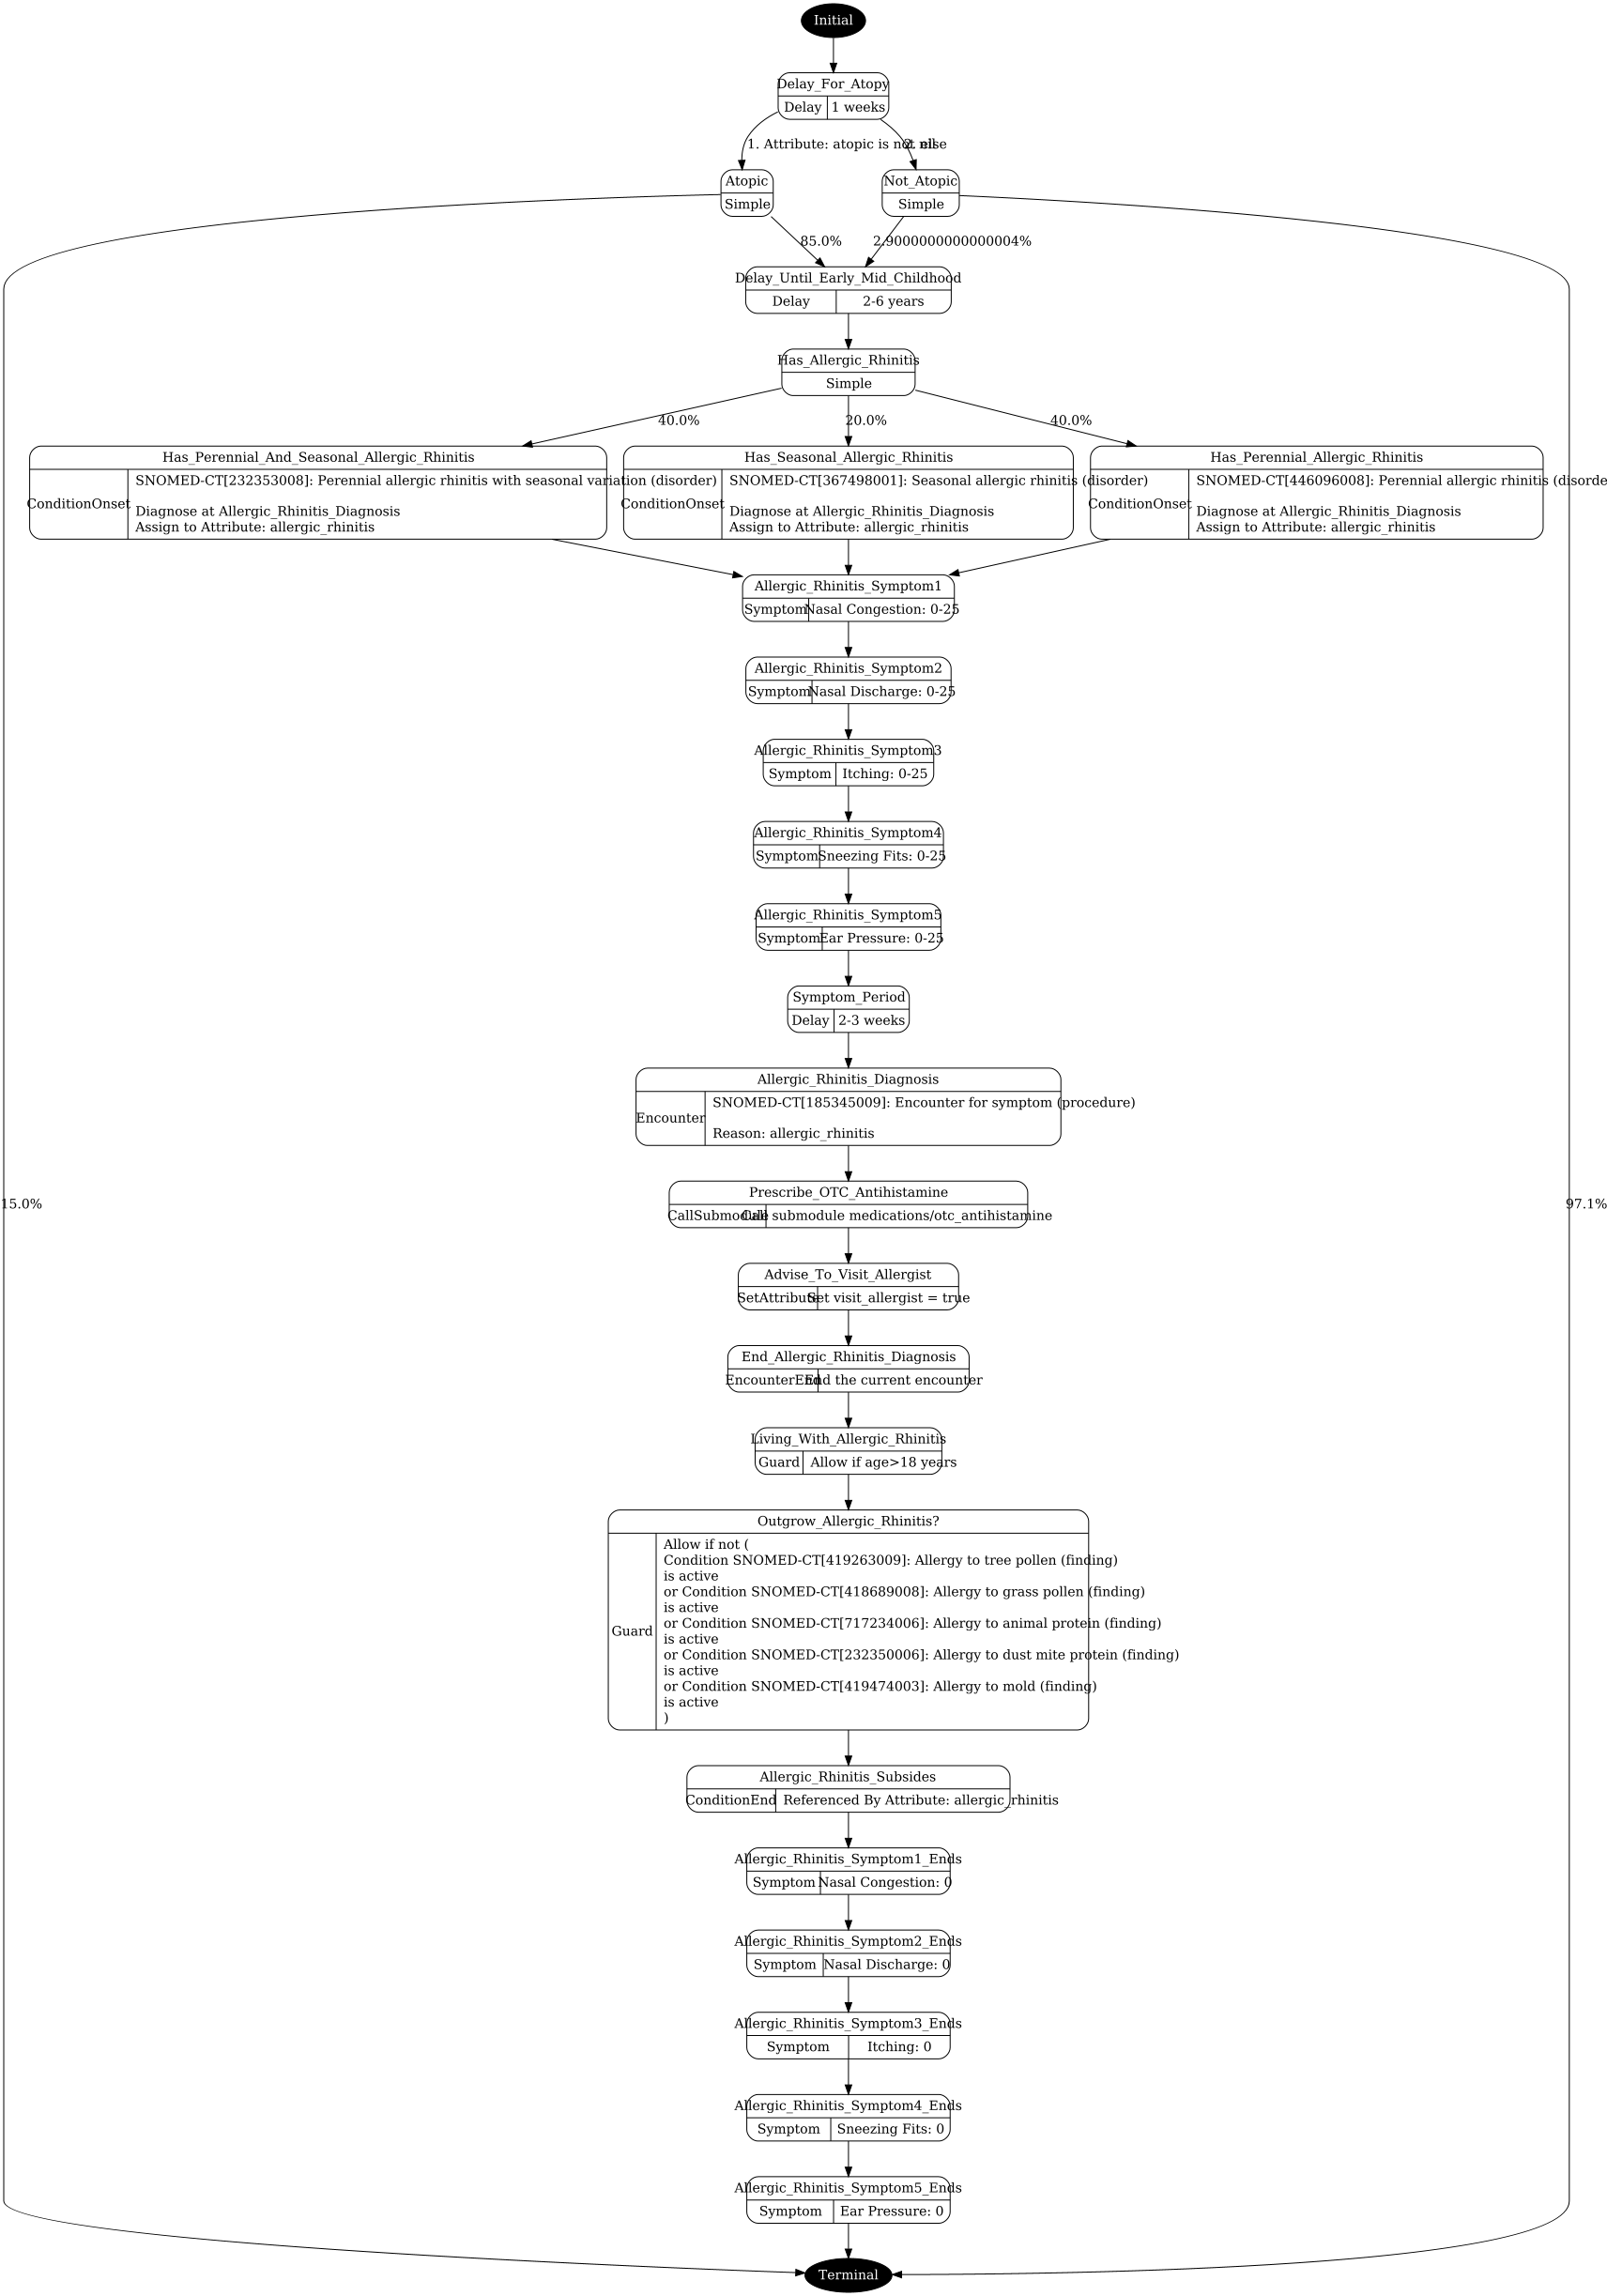 Initial
Delay_For_Atopy
Delay 1 weeks
1. Attribute: atopic is not nil
2. else
Atopic
Simple
Not_Atopic
Simple
85.0%
2.9000000000000004%
Delay_Until_Early_Mid_Childhood
Delay 2-6 years
Has_Allergic_Rhinitis
Simple
40.0%
20.0%
40.0%
Has_Perennial_And_Seasonal_Allergic_Rhinitis
ConditionOnset
SNOMED-CT[232353008]: Perennial allergic rhinitis with seasonal variation (disorder)
Diagnose at Allergic_Rhinitis_Diagnosis
Assign to Attribute: allergic_rhinitis
Has_Seasonal_Allergic_Rhinitis
ConditionOnset
SNOMED-CT[367498001]: Seasonal allergic rhinitis (disorder)
Diagnose at Allergic_Rhinitis_Diagnosis
Assign to Attribute: allergic_rhinitis
Has_Perennial_Allergic_Rhinitis
ConditionOnset
SNOMED-CT[446096008]: Perennial allergic rhinitis (disorde
Diagnose at Allergic_Rhinitis_Diagnosis
Assign to Attribute: allergic_rhinitis
Allergic_Rhinitis_Symptom1
Symptom Nasal Congestion: 0-25
Allergic_Rhinitis_Symptom2
Symptom Nasal Discharge: 0-25
Allergic_Rhinitis_Symptom3
Symptom Itching: 0-25
Allergic_Rhinitis_Symptom4
Symptom Sneezing Fits: 0-25
Allergic_Rhinitis_Symptom5
Symptom Ear Pressure: 0-25
Symptom_Period
Delay 2-3 weeks
Allergic_Rhinitis_Diagnosis
Encounter
SNOMED-CT[185345009]: Encounter for symptom (procedure)
Reason: allergic_rhinitis
Prescribe_OTC_Antihistamine
CallSubmodule Call submodule medications/otc_antihistamine
15.0%
97.1%
Advise_To_Visit_Allergist
SetAttribute Set visit_allergist = true
End_Allergic_Rhinitis_Diagnosis
EncounterEnd End the current encounter
Living_With_Allergic_Rhinitis
Guard Allow if age>18 years
Outgrow_Allergic_Rhinitis?
Guard
Allow if not (
Condition SNOMED-CT[419263009]: Allergy to tree pollen (finding)
is active
or Condition SNOMED-CT[418689008]: Allergy to grass pollen (finding)
is active
or Condition SNOMED-CT[717234006]: Allergy to animal protein (finding)
is active
or Condition SNOMED-CT[232350006]: Allergy to dust mite protein (finding)
is active
or Condition SNOMED-CT[419474003]: Allergy to mold (finding)
is active
)
Allergic_Rhinitis_Subsides
ConditionEnd Referenced By Attribute: allergic_rhinitis
Allergic_Rhinitis_Symptom1_Ends
Symptom Nasal Congestion: 0
Allergic_Rhinitis_Symptom2_Ends
Symptom Nasal Discharge: 0
Allergic_Rhinitis_Symptom3_Ends
Symptom Itching: 0
Allergic_Rhinitis_Symptom4_Ends
Symptom Sneezing Fits: 0
Allergic_Rhinitis_Symptom5_Ends
Symptom Ear Pressure: 0
Terminal